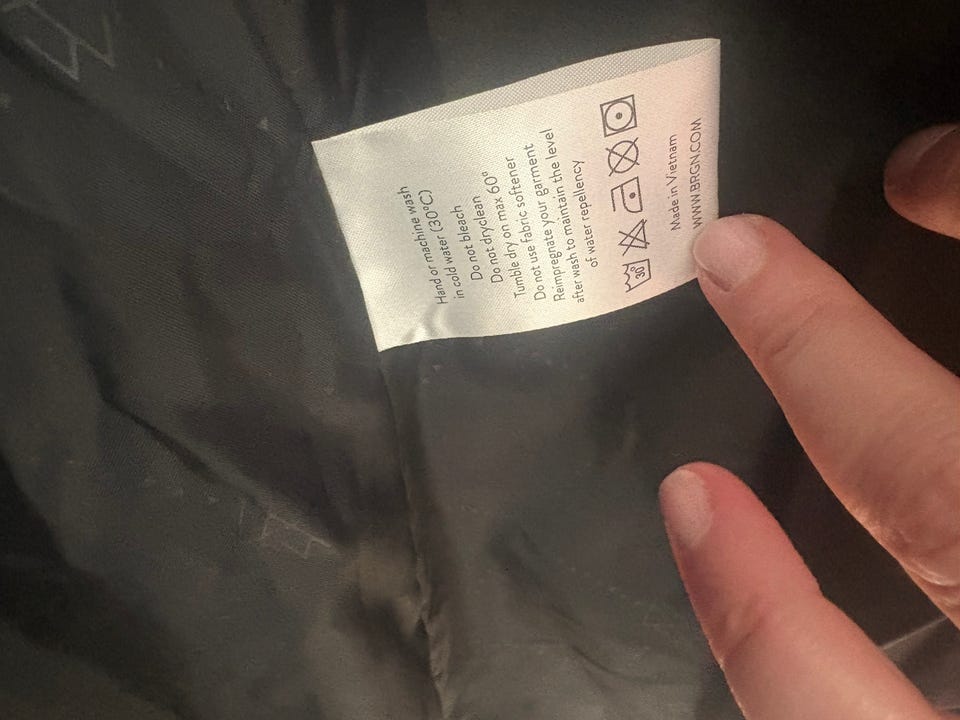 Hand or machine wash
in cold water (30°C)
Do not bleach
Do not dryclean
Tumble dry on max 60°
Do not use fabric softener
Reimpregnate your garment
after wash to maintain the level
of water repellency
30
Made in Vietnam
WWW.BRGN.COM